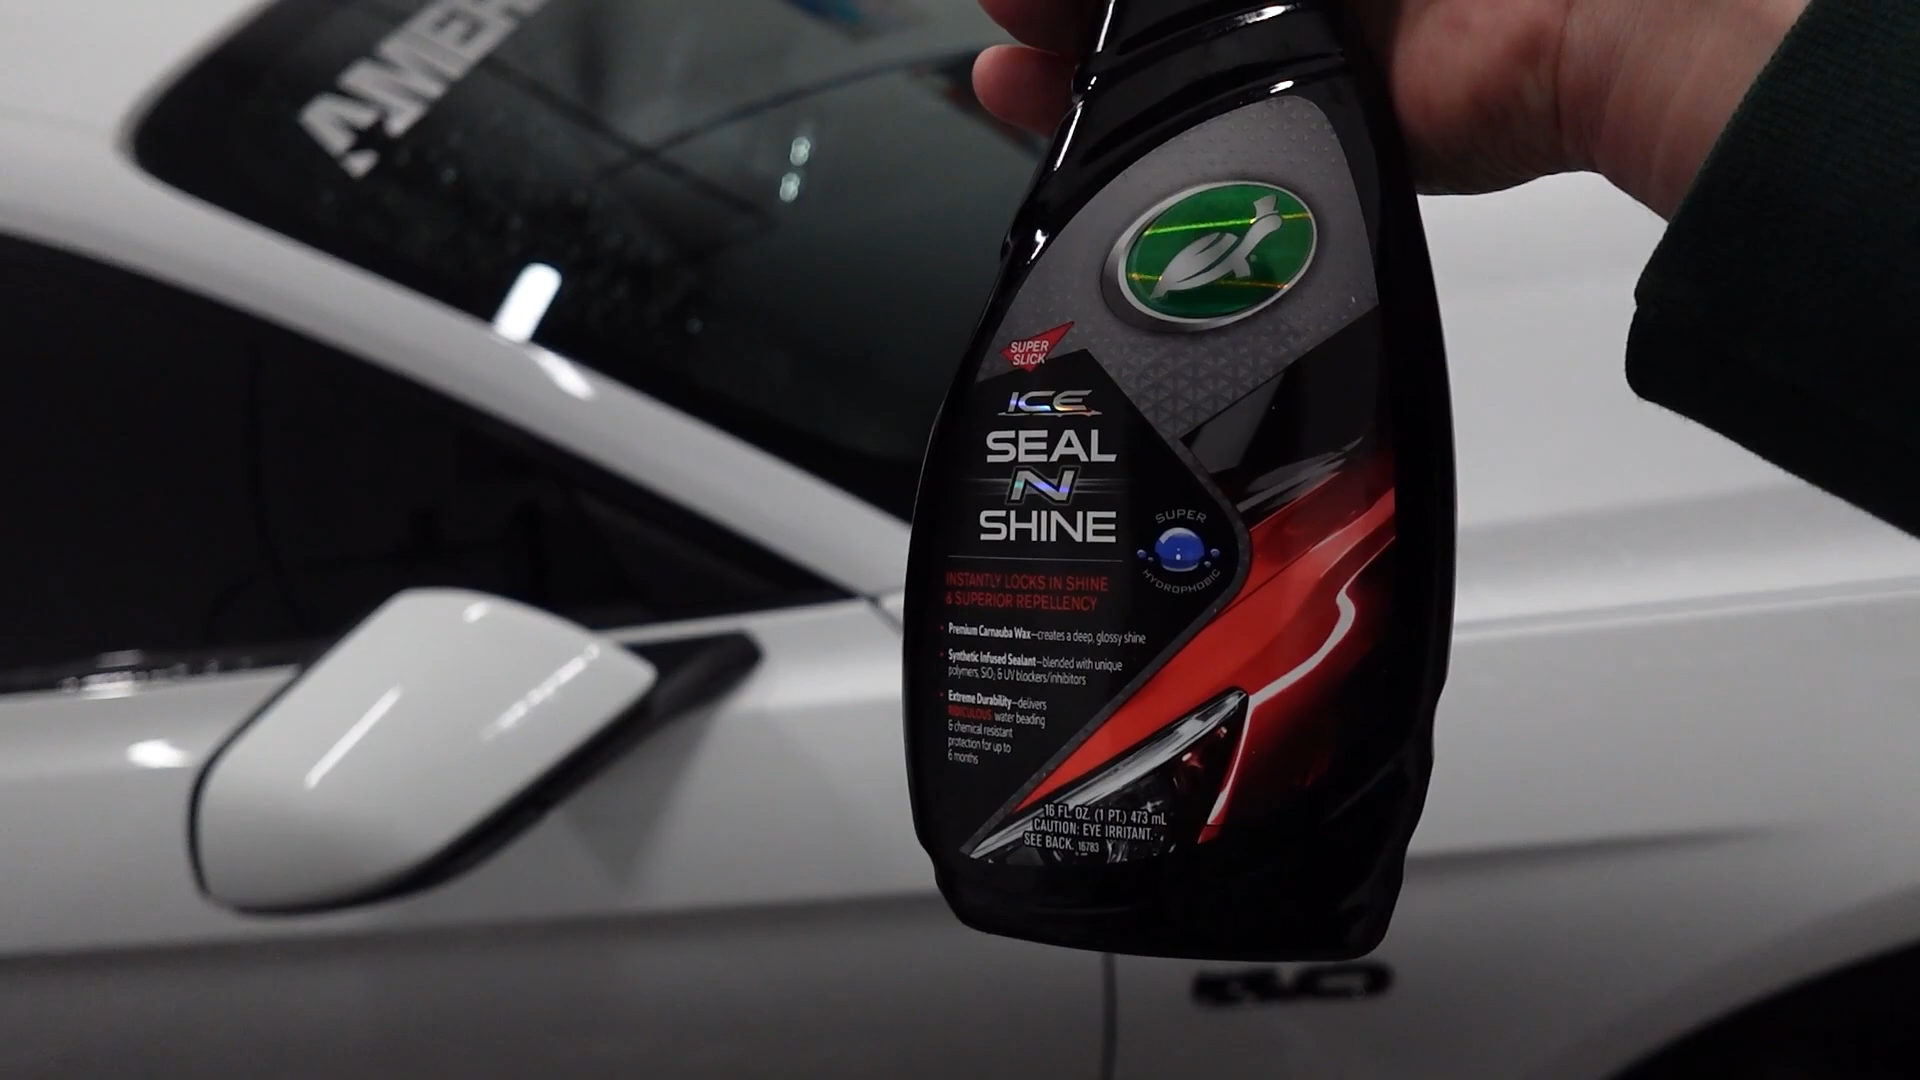 AMER
SUPER
SLICK
ICE
SEAL
N
SHINE
SUPER
HYDROPHOBIC
INSTANTLY LOCKS IN SHINE
& SUPERIOR REPELLENCY
• Premium Carnauba Wax—creates a deep, glossy shine
• Synthetic Infused Sealant—blended with unique
polymers, SiO₂ & UV blockers/inhibitors
• Extreme Durability—delivers
RIDICULOUS water beading
& chemical resistant
protection for up to
6 months
16 FL. OZ. (1 PT.) 473 mL
CAUTION: EYE IRRITANT.
SEE BACK. 16783